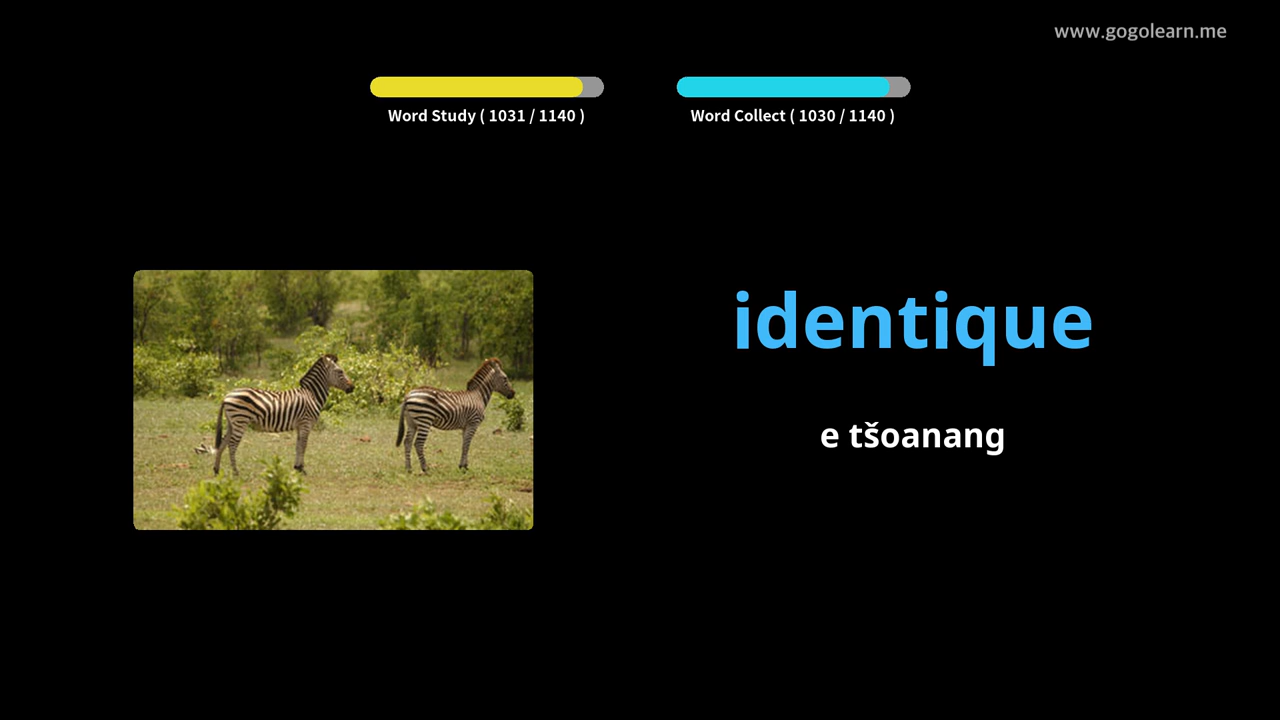 www.gogolearn.me
Word Study ( 1031 / 1140 )
Word Collect ( 1030 / 1140 )
identique
e tšoanang